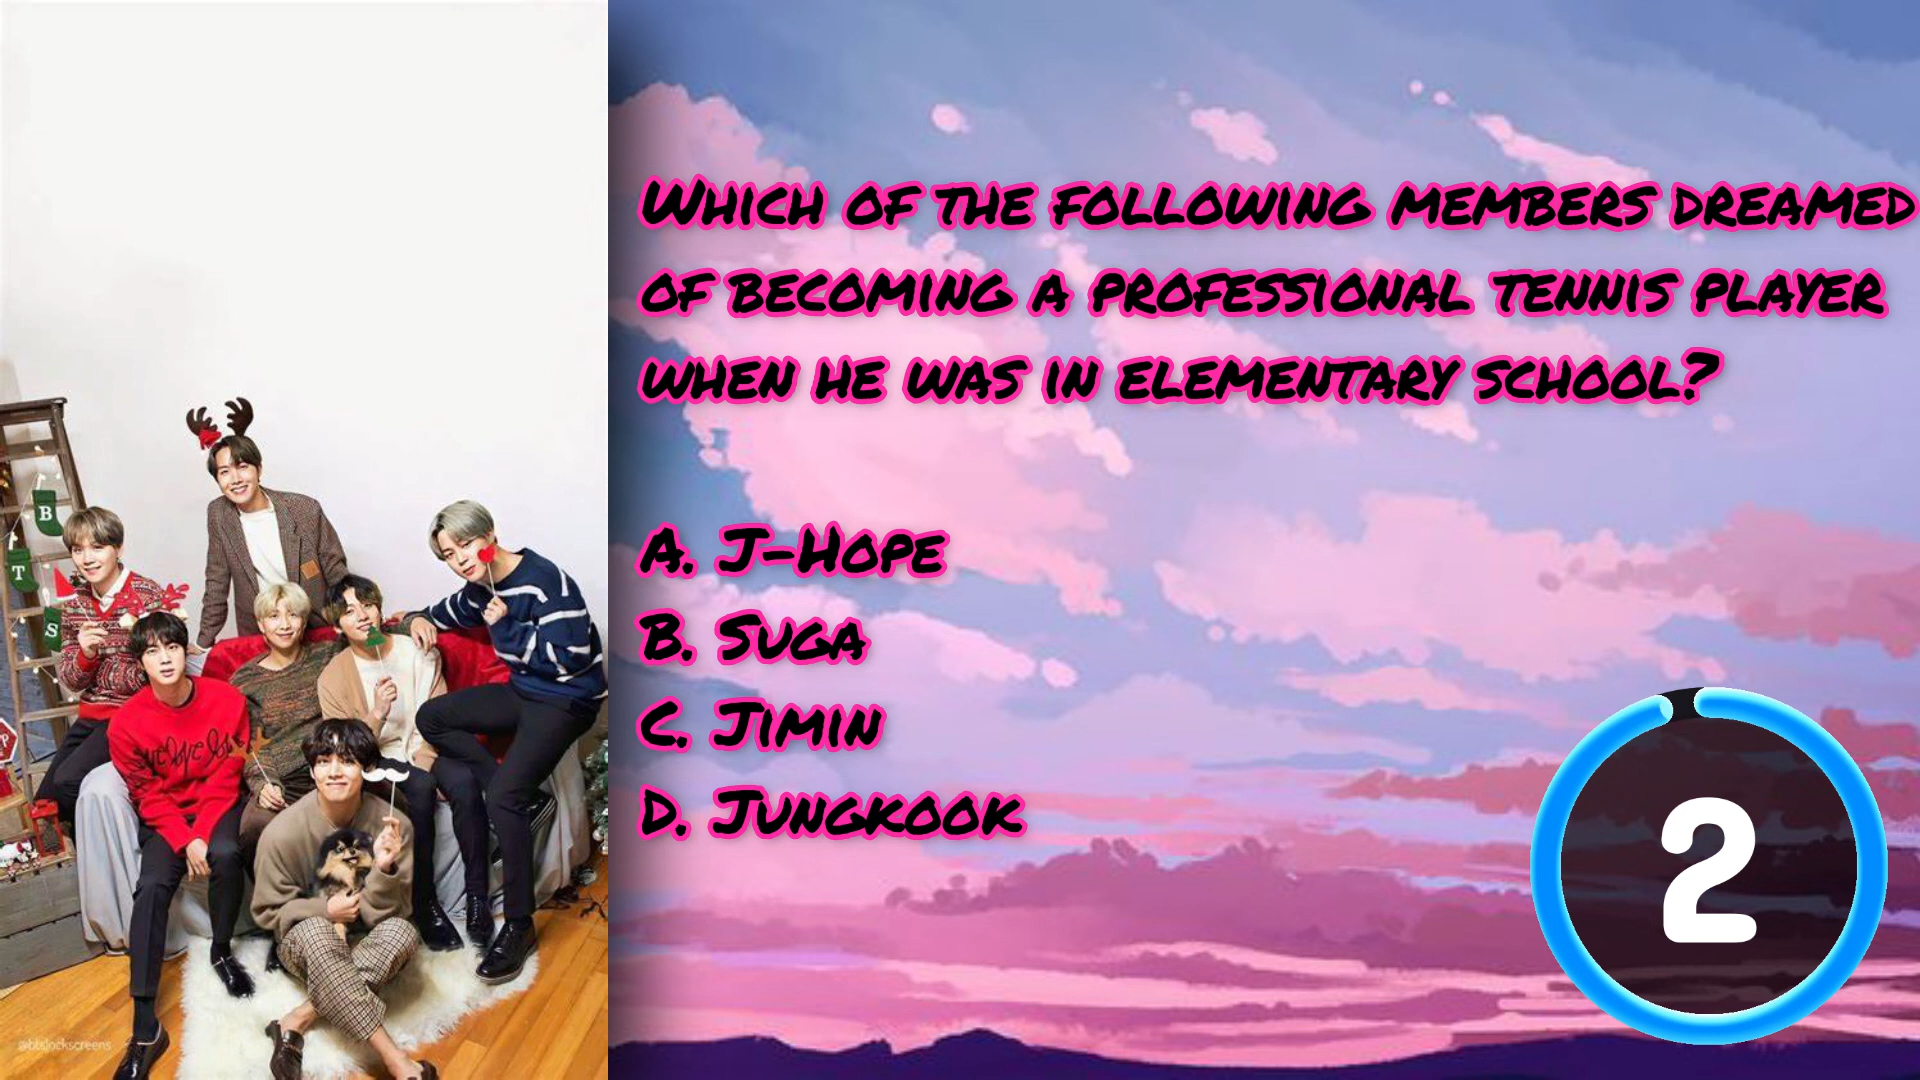 Which of the following members dreamed
of becoming a professional tennis player
when he was in elementary school?
A. J-Hope
B. Suga
C. Jimin
D. Jungkook
2
B
T
S
@btslockscreens